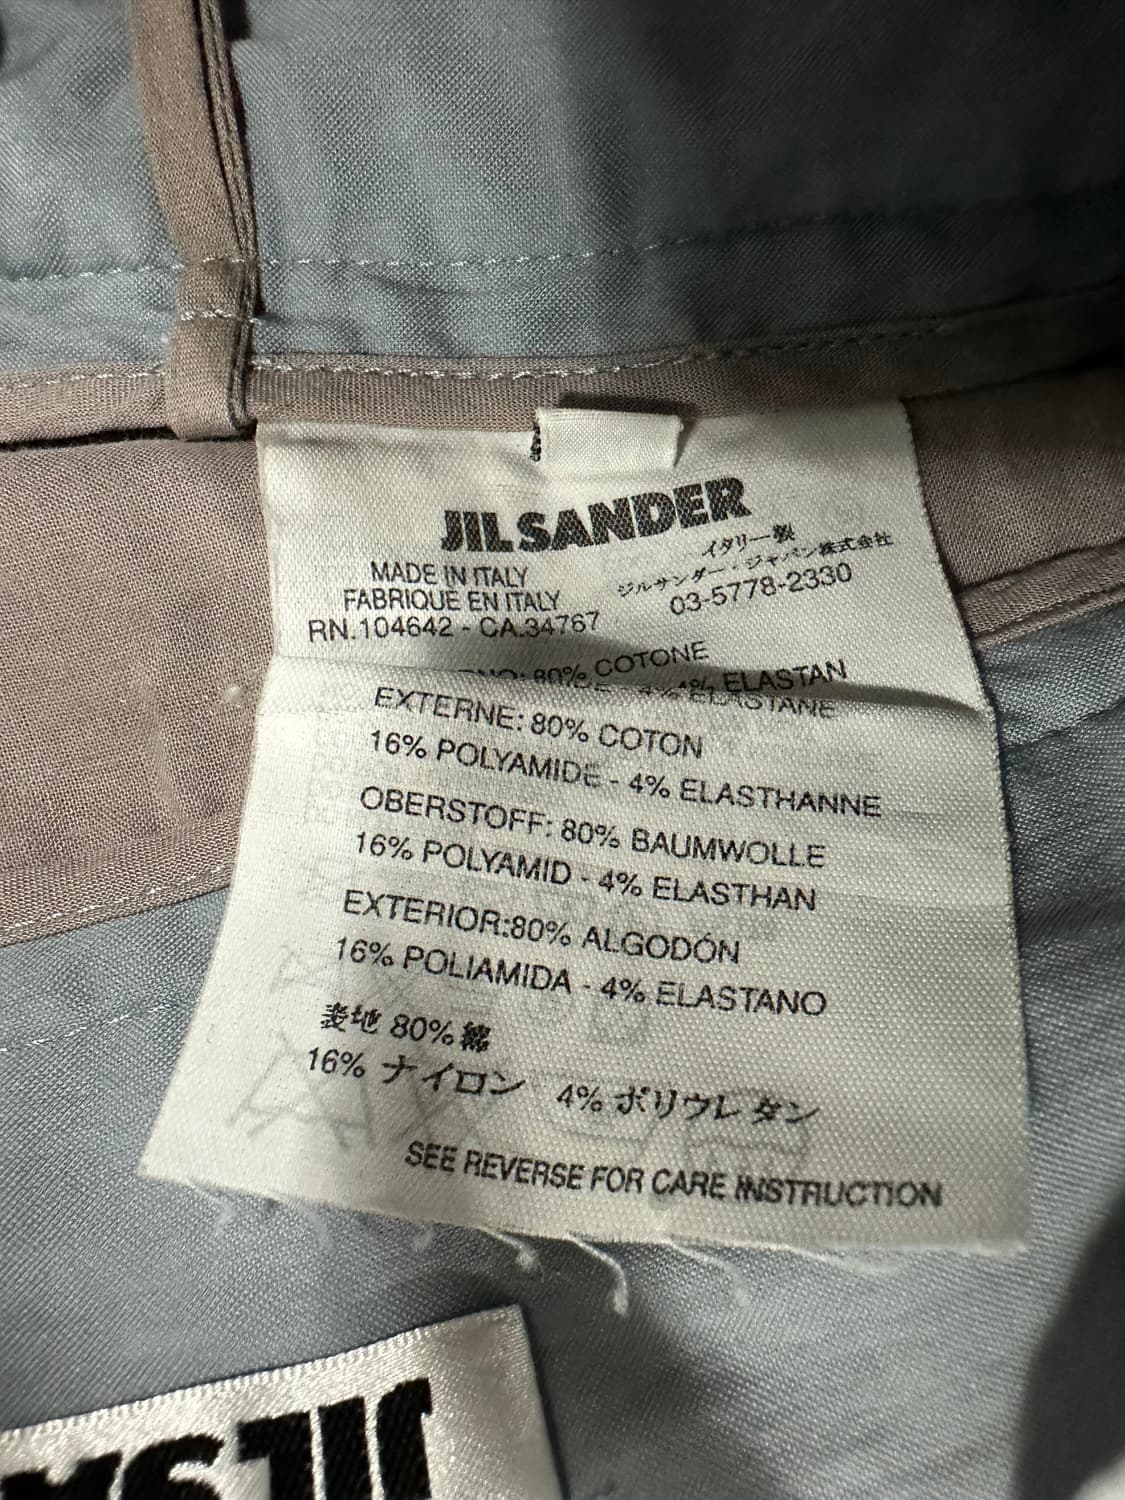 JIL SANDER
MADE IN ITALY
FABRIQUE EN ITALY
RN.104642 - CA.34767
イタリー製
ジルサンダー・ジャパン株式会社
03-5778-2330
80% COTONE
4% ELASTAN
4% ELASTANE
EXTERNE: 80% COTON
16% POLYAMIDE - 4% ELASTHANNE
OBERSTOFF: 80% BAUMWOLLE
16% POLYAMID - 4% ELASTHAN
EXTERIOR:80% ALGODÓN
16% POLIAMIDA - 4% ELASTANO
表地 80% 綿
16% ナイロン 4% ポリウレタン
SEE REVERSE FOR CARE INSTRUCTION
JIL SA